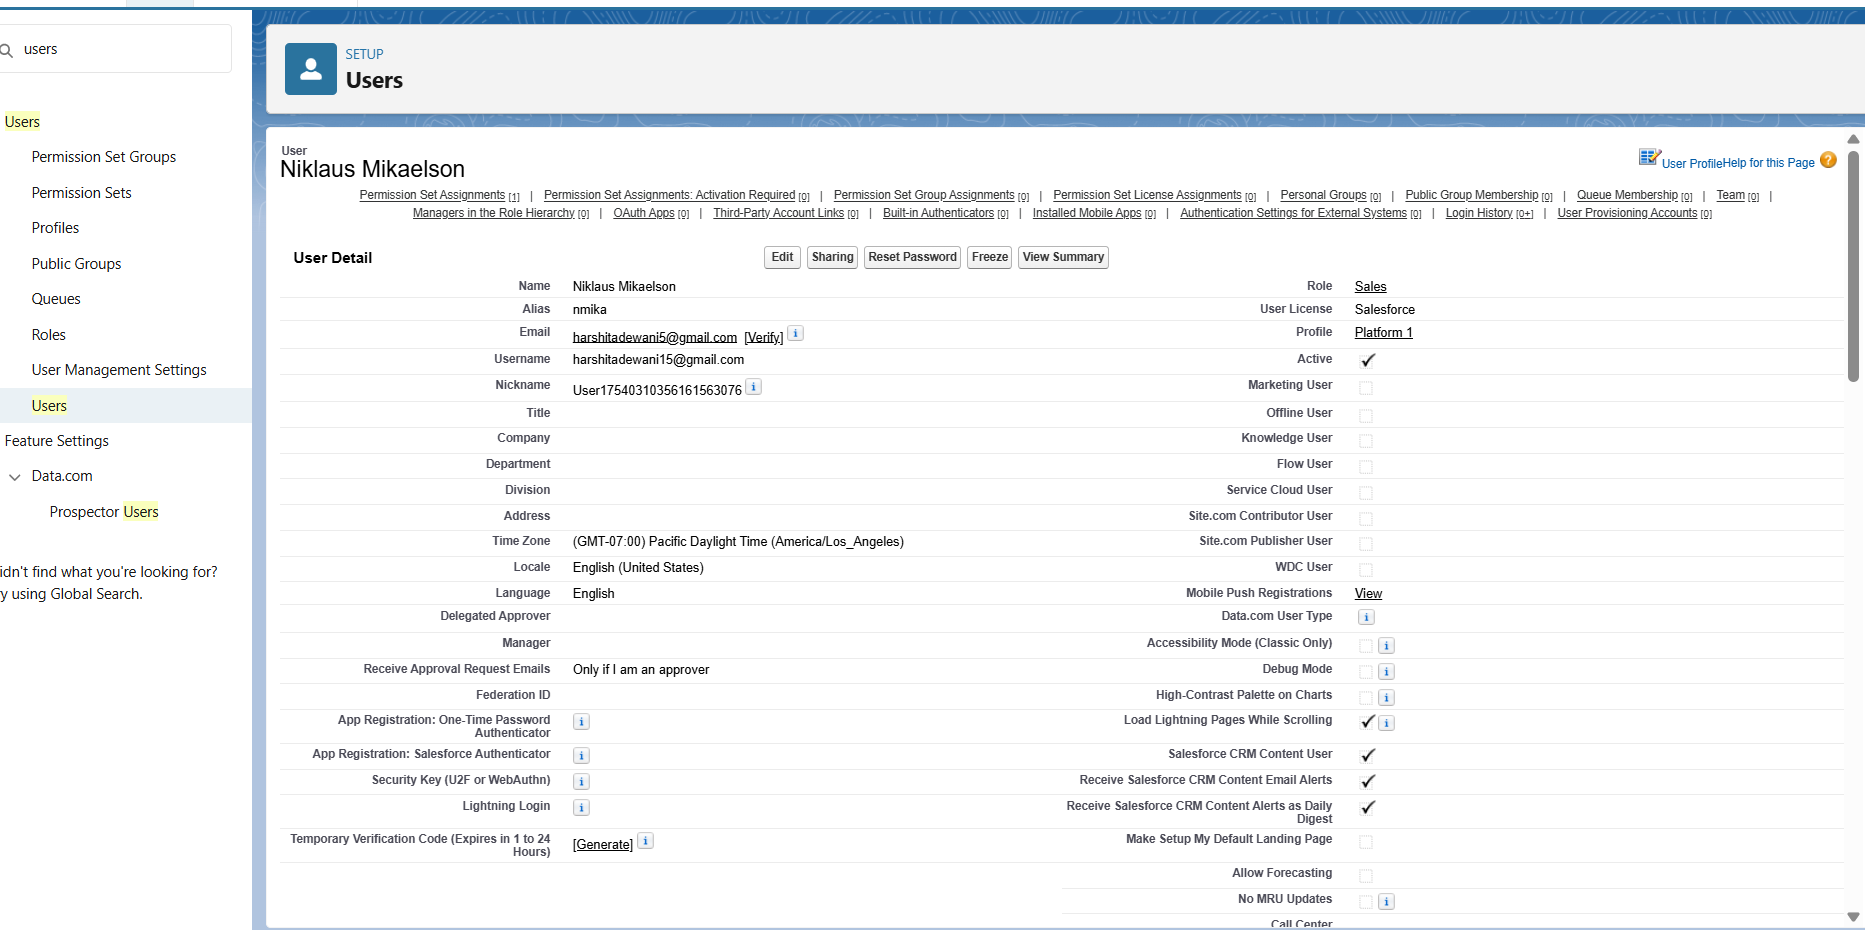 users
Users
Permission Set Groups
Permission Sets
Profiles
Public Groups
Queues
Roles
User Management Settings
Users
Feature Settings
Data.com
Prospector Users
idn't find what you're looking for?
y using Global Search.
SETUP
Users
User
Niklaus Mikaelson
User Profile Help for this Page ?
Permission Set Assignments [1] | Permission Set Assignments: Activation Required [0] | Permission Set Group Assignments [0] | Permission Set License Assignments [0] | Personal Groups [0] | Public Group Membership [0] | Queue Membership [0] | Team [0] |
Managers in the Role Hierarchy [0] | OAuth Apps [0] | Third-Party Account Links [0] | Built-in Authenticators [0] | Installed Mobile Apps [0] | Authentication Settings for External Systems [0] | Login History [0+] | User Provisioning Accounts [0]
User Detail
Edit Sharing Reset Password Freeze View Summary
Name Niklaus Mikaelson Role Sales
Alias nmika User License Salesforce
Email harshitadewani5@gmail.com [Verify] i Profile Platform 1
Username harshitadewani15@gmail.com Active
Nickname User17540310356161563076 i Marketing User
Title Offline User
Company Knowledge User
Department Flow User
Division Service Cloud User
Address Site.com Contributor User
Time Zone (GMT-07:00) Pacific Daylight Time (America/Los_Angeles) Site.com Publisher User
Locale English (United States) WDC User
Language English Mobile Push Registrations View
Delegated Approver Data.com User Type i
Manager Accessibility Mode (Classic Only) i
Receive Approval Request Emails Only if I am an approver Debug Mode i
Federation ID High-Contrast Palette on Charts i
App Registration: One-Time Password i Load Lightning Pages While Scrolling i
Authenticator
App Registration: Salesforce Authenticator i Salesforce CRM Content User
Security Key (U2F or WebAuthn) i Receive Salesforce CRM Content Email Alerts
Lightning Login i Receive Salesforce CRM Content Alerts as Daily
Digest
Temporary Verification Code (Expires in 1 to 24 [Generate] i Make Setup My Default Landing Page
Hours)
Allow Forecasting
No MRU Updates i
Call Center